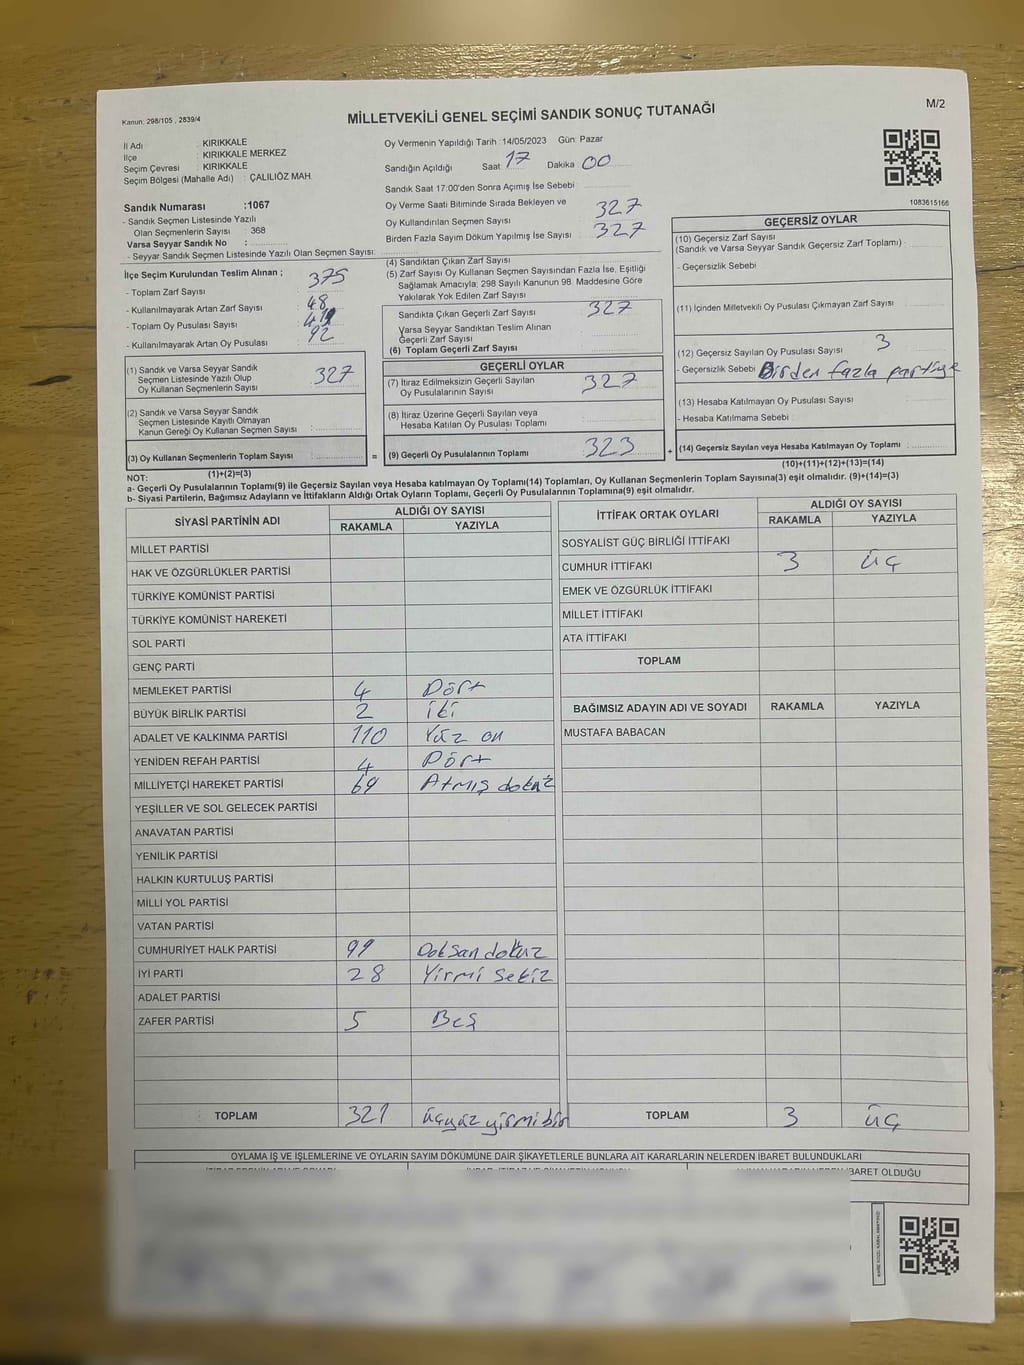 Kanun: 298/105 , 2839/4
MİLLETVEKİLİ GENEL SEÇİMİ SANDIK SONUÇ TUTANAĞI
M/2
İl Adı : KIRIKKALE
İlçe : KIRIKKALE MERKEZ
Seçim Çevresi : KIRIKKALE
Seçim Bölgesi (Mahalle Adı) : ÇALILIÖZ MAH.
Oy Vermenin Yapıldığı Tarih :14/05/2023 Gün: Pazar
Sandığın Açıldığı Saat 17 Dakika 00
Sandık Saat 17:00'den Sonra Açımış İse Sebebi
Sandık Numarası :1067
- Sandık Seçmen Listesinde Yazılı
Olan Seçmenlerin Sayısı : 368
Varsa Seyyar Sandık No :
- Seyyar Sandık Seçmen Listesinde Yazılı Olan Seçmen Sayısı:
Oy Verme Saati Bitiminde Sırada Bekleyen ve
Oy Kullandırılan Seçmen Sayısı 327
Birden Fazla Sayım Döküm Yapılmış İse Sayısı 327
1083615166
İlçe Seçim Kurulundan Teslim Alınan ;
- Toplam Zarf Sayısı 375
- Kullanılmayarak Artan Zarf Sayısı 48
- Toplam Oy Pusulası Sayısı
- Kullanılmayarak Artan Oy Pusulası 92
(4) Sandıktan Çıkan Zarf Sayısı
(5) Zarf Sayısı Oy Kullanan Seçmen Sayısından Fazla İse, Eşitliği
Sağlamak Amacıyla; 298 Sayılı Kanunun 98. Maddesine Göre
Yakılarak Yok Edilen Zarf Sayısı
Sandıkta Çıkan Geçerli Zarf Sayısı 327
Varsa Seyyar Sandıktan Teslim Alınan
Geçerli Zarf Sayısı
(6) Toplam Geçerli Zarf Sayısı
GEÇERSİZ OYLAR
(10) Geçersiz Zarf Sayısı
(Sandık ve Varsa Seyyar Sandık Geçersiz Zarf Toplamı) :
- Geçersizlik Sebebi
(11) İçinden Milletvekili Oy Pusulası Çıkmayan Zarf Sayısı
(12) Geçersiz Sayılan Oy Pusulası Sayısı 3
- Geçersizlik Sebebi Birden fazla partiye
(13) Hesaba Katılmayan Oy Pusulası Sayısı
- Hesaba Katılmama Sebebi
(14) Geçersiz Sayılan veya Hesaba Katılmayan Oy Toplamı :
(10)+(11)+(12)+(13)=(14)
(1) Sandık ve Varsa Seyyar Sandık
Seçmen Listesinde Yazılı Olup
Oy Kullanan Seçmenlerin Sayısı 327
(2) Sandık ve Varsa Seyyar Sandık
Seçmen Listesinde Kayıtlı Olmayan
Kanun Gereği Oy Kullanan Seçmen Sayısı :
(3) Oy Kullanan Seçmenlerin Toplam Sayısı :
(1)+(2)=(3)
GEÇERLİ OYLAR
(7) İtiraz Edilmeksizin Geçerli Sayılan
Oy Pusulalarının Sayısı 327
(8) İtiraz Üzerine Geçerli Sayılan veya
Hesaba Katılan Oy Pusulası Toplamı
= (9) Geçerli Oy Pusulalarının Toplamı 323 +
NOT:
a- Geçerli Oy Pusulaları Toplamı(9) ile Geçersiz Sayılan veya Hesaba katılmayan Oy Toplamı(14) Toplamları, Oy Kullanan Seçmenlerin Toplam Sayısına(3) eşit olmalıdır. (9)+(14)=(3)
b- Siyasi Partilerin, Bağımsız Adayların ve İttifakların Aldığı Ortak Oyların Toplamı, Geçerli Oy Pusulalarının Toplamına(9) eşit olmalıdır.
SİYASİ PARTİNİN ADI ALDIĞI OY SAYISI
RAKAMLA YAZIYLA
MİLLET PARTİSİ
HAK VE ÖZGÜRLÜKLER PARTİSİ
TÜRKİYE KOMÜNİST PARTİSİ
TÜRKİYE KOMÜNİST HAREKETİ
SOL PARTİ
GENÇ PARTİ
MEMLEKET PARTİSİ 4 Dört
BÜYÜK BİRLİK PARTİSİ 2 iki
ADALET VE KALKINMA PARTİSİ 110 Yüz on
YENİDEN REFAH PARTİSİ 4 Dört
MİLLİYETÇİ HAREKET PARTİSİ 69 Atmış dokuz
YEŞİLLER VE SOL GELECEK PARTİSİ
ANAVATAN PARTİSİ
YENİLİK PARTİSİ
HALKIN KURTULUŞ PARTİSİ
MİLLİ YOL PARTİSİ
VATAN PARTİSİ
CUMHURİYET HALK PARTİSİ 99 Doksan dokuz
İYİ PARTİ 28 Yirmi sekiz
ADALET PARTİSİ
ZAFER PARTİSİ 5 Beş
TOPLAM 321 üçyüz yirmibir
İTTİFAK ORTAK OYLARI ALDIĞI OY SAYISI
RAKAMLA YAZIYLA
SOSYALİST GÜÇ BİRLİĞİ İTTİFAKI
CUMHUR İTTİFAKI 3 üç
EMEK VE ÖZGÜRLÜK İTTİFAKI
MİLLET İTTİFAKI
ATA İTTİFAKI
TOPLAM
BAĞIMSIZ ADAYIN ADI VE SOYADI RAKAMLA YAZIYLA
MUSTAFA BABACAN
TOPLAM 3 üç
OYLAMA İŞ VE İŞLEMLERİNE VE OYLARIN SAYIM DÖKÜMÜNE DAİR ŞİKAYETLERLE BUNLARA AİT KARARLARIN NELERDEN İBARET BULUNDUKLARI
İBARET OLDUĞU